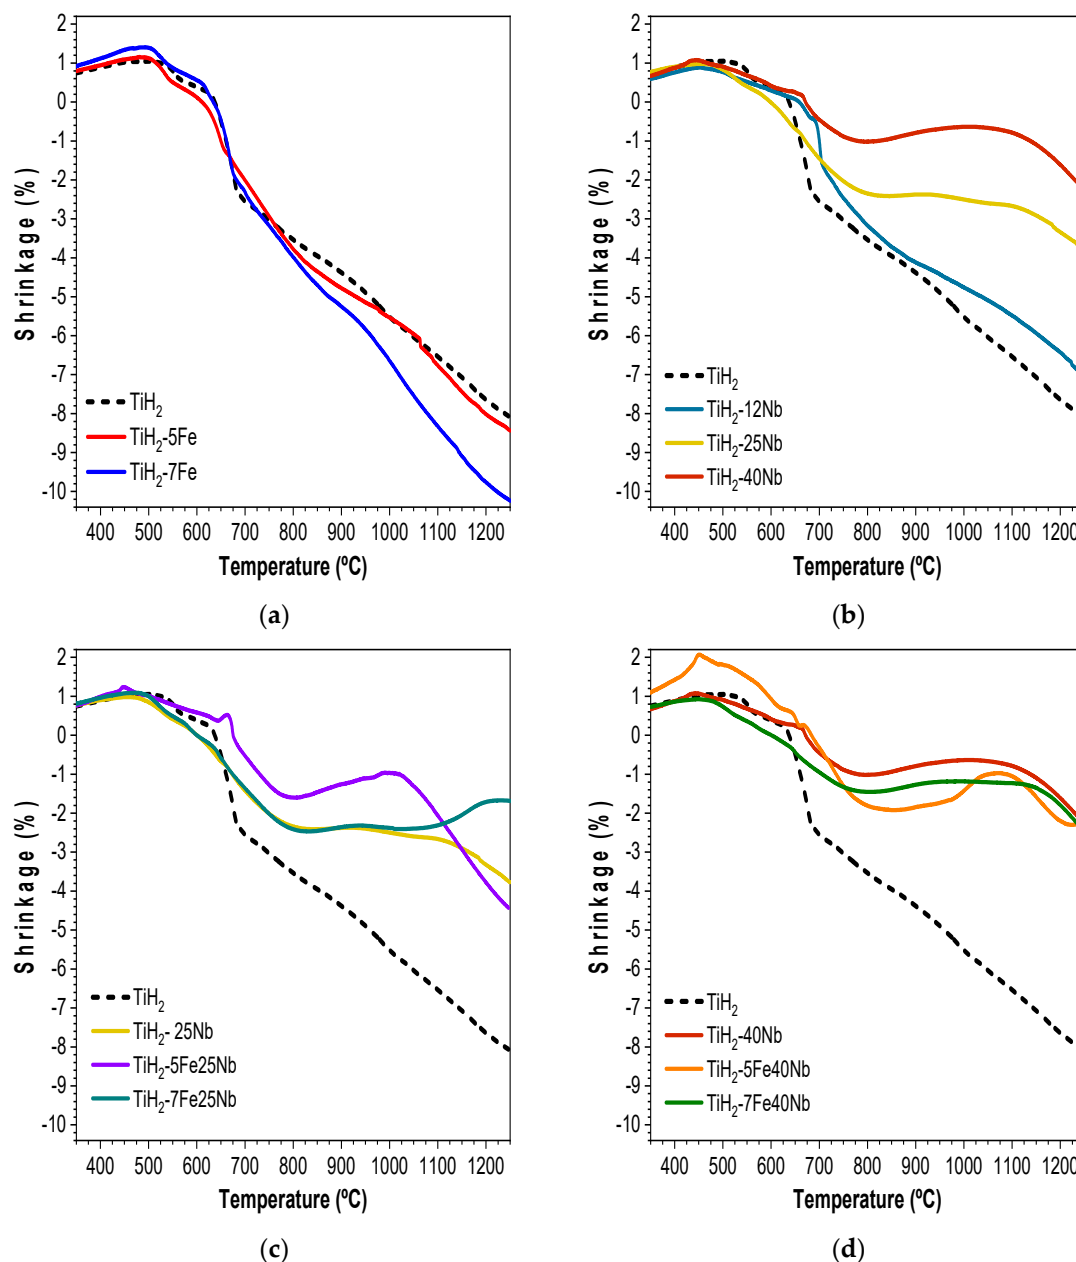 2
1
0
-1
-2
-3
-4
-5
-6
-7
-8
-9
-10
Shrinkage (%)
TiH2
TiH2-5Fe
TiH2-7Fe
400 500 600 700 800 900 1000 1100 1200
Temperature (ºC)
(a)
2
1
0
-1
-2
-3
-4
-5
-6
-7
-8
-9
-10
Shrinkage (%)
TiH2
TiH2-12Nb
TiH2-25Nb
TiH2-40Nb
400 500 600 700 800 900 1000 1100 1200
Temperature (ºC)
(b)
2
1
0
-1
-2
-3
-4
-5
-6
-7
-8
-9
-10
Shrinkage (%)
TiH2
TiH2- 25Nb
TiH2-5Fe25Nb
TiH2-7Fe25Nb
400 500 600 700 800 900 1000 1100 1200
Temperature (ºC)
(c)
2
1
0
-1
-2
-3
-4
-5
-6
-7
-8
-9
-10
Shrinkage (%)
TiH2
TiH2-40Nb
TiH2-5Fe40Nb
TiH2-7Fe40Nb
400 500 600 700 800 900 1000 1100 1200
Temperature (ºC)
(d)